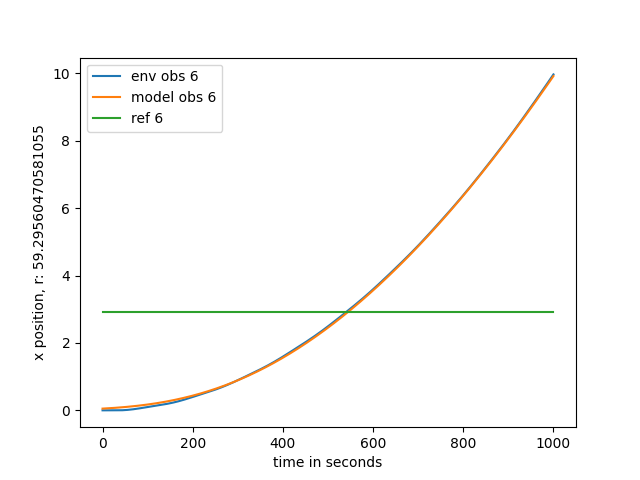 env obs 6
model obs 6
ref 6
10
8
6
4
2
0
x position, r: 59.29560470581055
0 200 400 600 800 1000
time in seconds